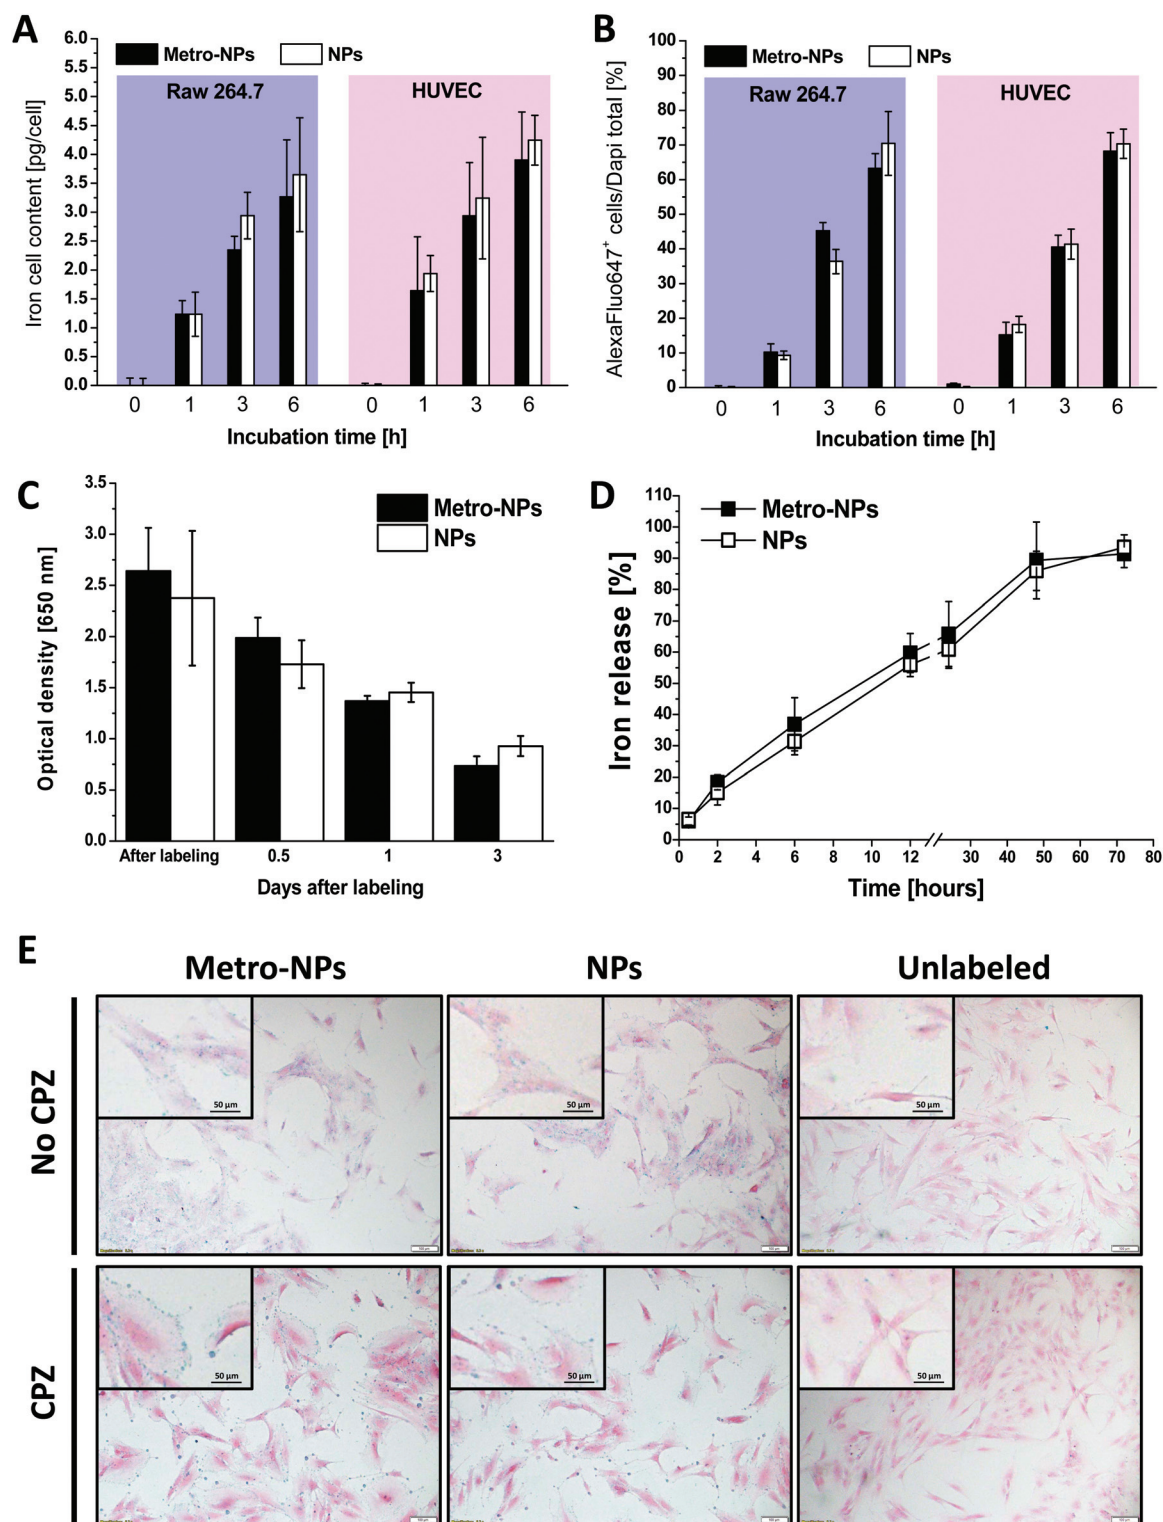 A
B
Iron cell content [pg/cell]
6.0
5.5
5.0
4.5
4.0
3.5
3.0
2.5
2.0
1.5
1.0
0.5
0.0
Metro-NPs NPs
Raw 264.7 HUVEC
0 1 3 6 0 1 3 6
Incubation time [h]
AlexaFluo647+ cells/Dapi total [%]
100
90
80
70
60
50
40
30
20
10
0
Metro-NPs NPs
Raw 264.7 HUVEC
0 1 3 6 0 1 3 6
Incubation time [h]
C
Optical density [650 nm]
3.5
3.0
2.5
2.0
1.5
1.0
0.5
0.0
Metro-NPs
NPs
After labeling 0.5 1 3
Days after labeling
D
Iron release [%]
110
100
90
80
70
60
50
40
30
20
10
0
Metro-NPs
NPs
0 2 4 6 8 10 12 30 40 50 60 70 80
Time [hours]
E
Metro-NPs NPs Unlabeled
No CPZ
50 µm 50 µm 50 µm
CPZ
50 µm 50 µm 50 µm